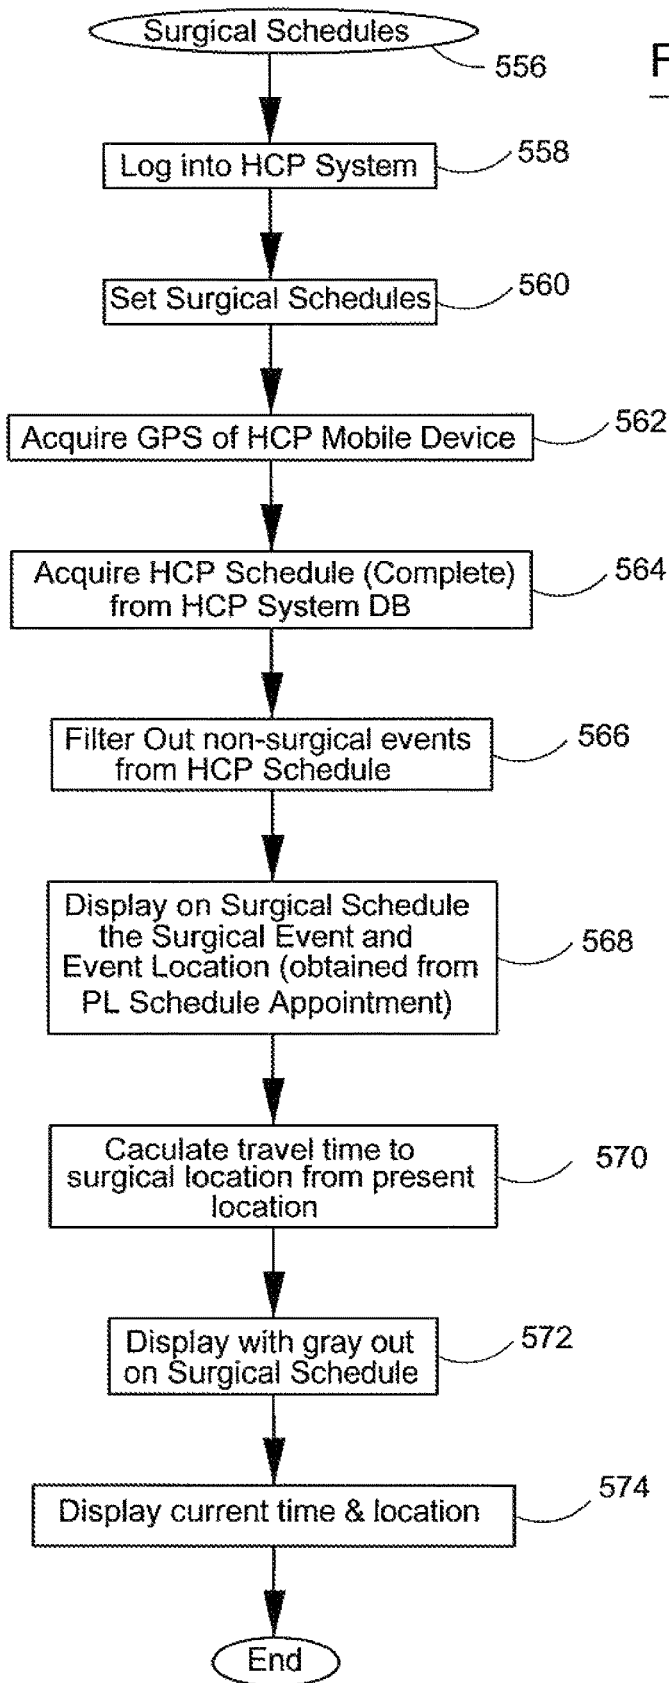 Surgical Schedules
556
F
Log into HCP System
558
Set Surgical Schedules
560
Acquire GPS of HCP Mobile Device
562
Acquire HCP Schedule (Complete)
from HCP System DB
564
Filter Out non-surgical events
from HCP Schedule
566
Display on Surgical Schedule
the Surgical Event and
Event Location (obtained from
PL Schedule Appointment)
568
Caculate travel time to
surgical location from present
location
570
Display with gray out
on Surgical Schedule
572
Display current time & location
574
End